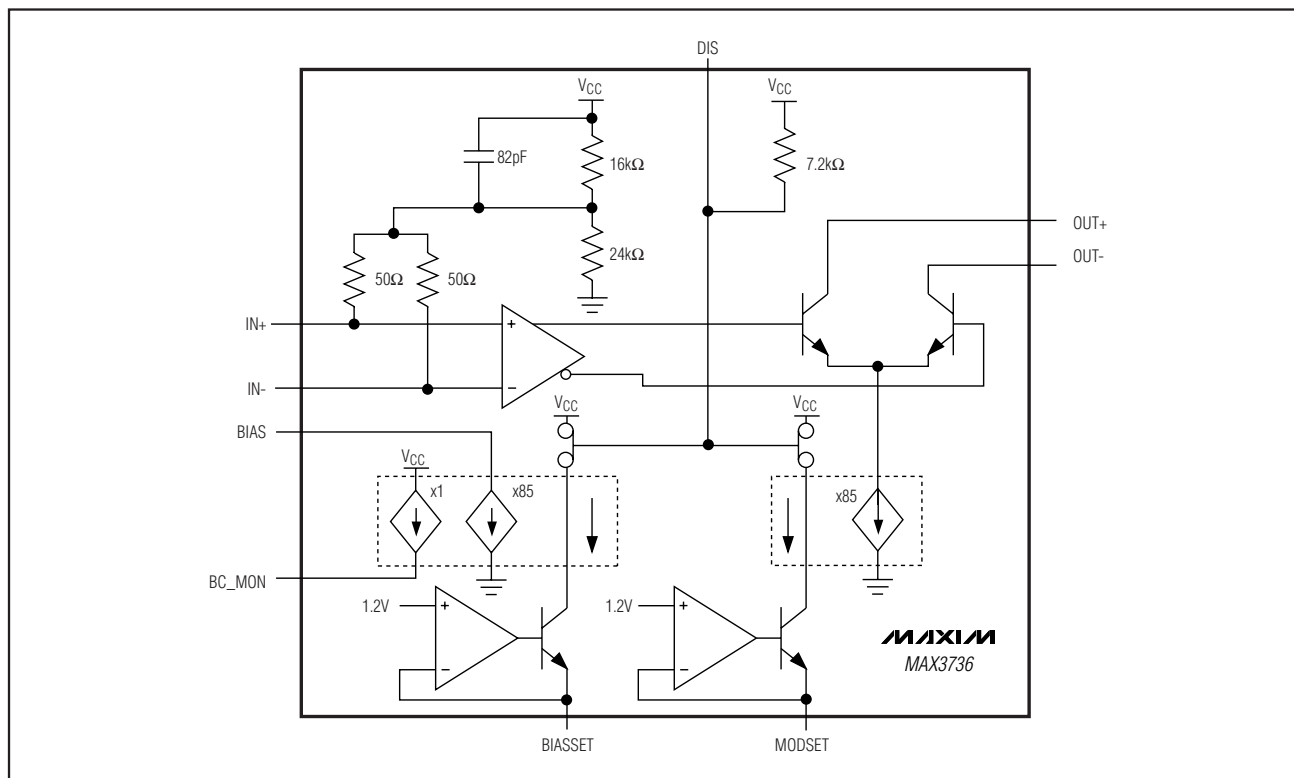 DIS
VCC
VCC
82pF
16kΩ
7.2kΩ
OUT+
24kΩ
OUT-
50Ω
50Ω
IN+
+
IN-
−
VCC
VCC
BIAS
VCC
x1
x85
x85
BC_MON
1.2V
+
1.2V
+
−
−
MAXIM
MAX3736
BIASSET
MODSET